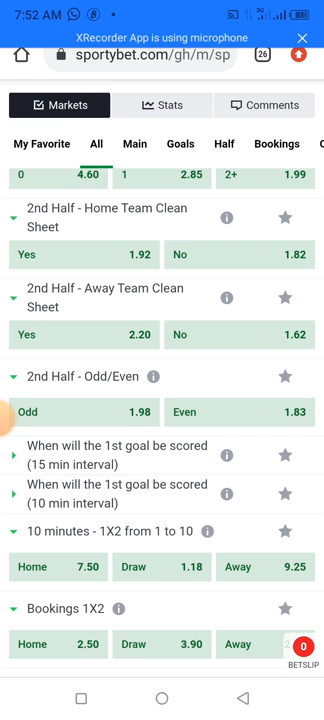 7:52 AM
XRecorder App is using microphone
sportybet.com/gh/m/sp 26
Markets Stats Comments
My Favorite All Main Goals Half Bookings
0 4.60 1 2.85 2+ 1.99
2nd Half - Home Team Clean
Sheet
Yes 1.92 No 1.82
2nd Half - Away Team Clean
Sheet
Yes 2.20 No 1.62
2nd Half - Odd/Even
Odd 1.98 Even 1.83
When will the 1st goal be scored
(15 min interval)
When will the 1st goal be scored
(10 min interval)
10 minutes - 1X2 from 1 to 10
Home 7.50 Draw 1.18 Away 9.25
Bookings 1X2
Home 2.50 Draw 3.90 Away
0
BETSLIP